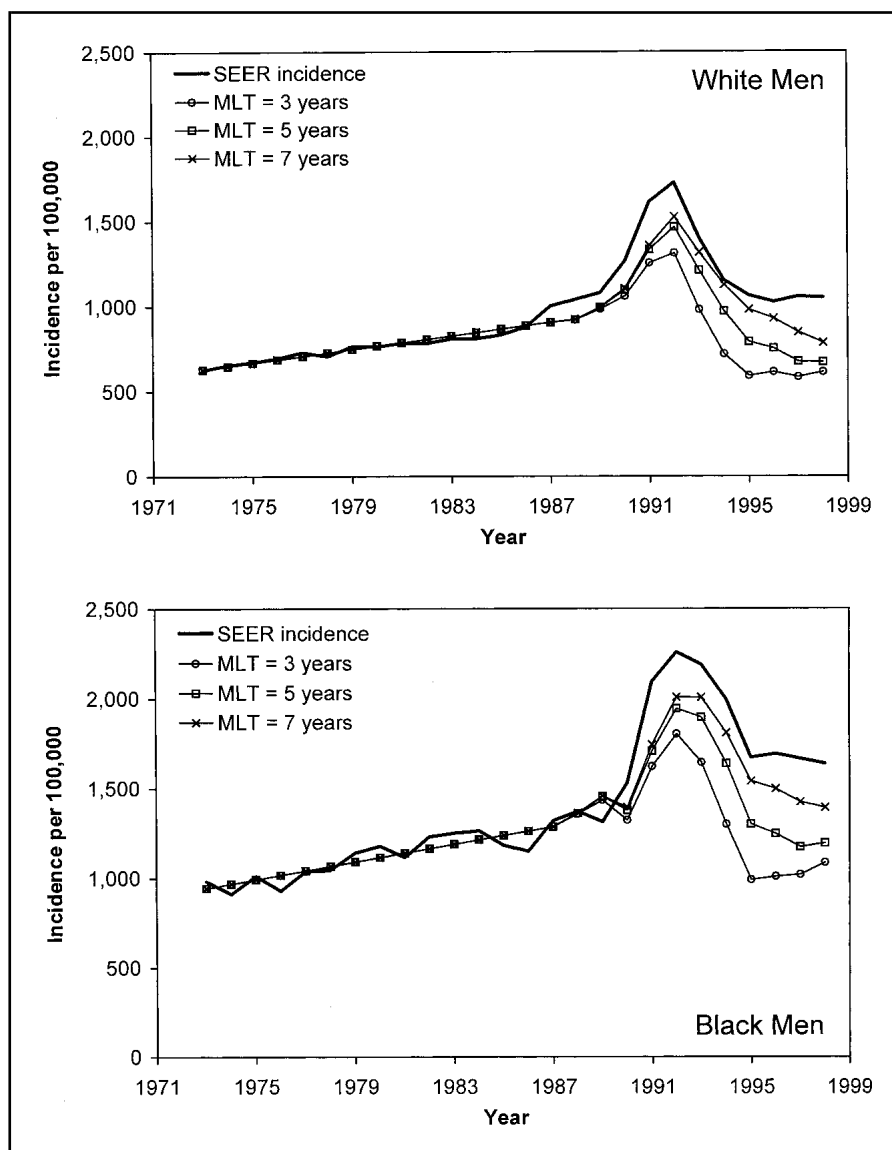 2,500
2,000
1,500
1,000
500
0
Incidence per 100,000
SEER incidence
MLT = 3 years
MLT = 5 years
MLT = 7 years
White Men
1971 1975 1979 1983 1987 1991 1995 1999
Year
2,500
2,000
1,500
1,000
500
0
Incidence per 100,000
SEER incidence
MLT = 3 years
MLT = 5 years
MLT = 7 years
Black Men
1971 1975 1979 1983 1987 1991 1995 1999
Year